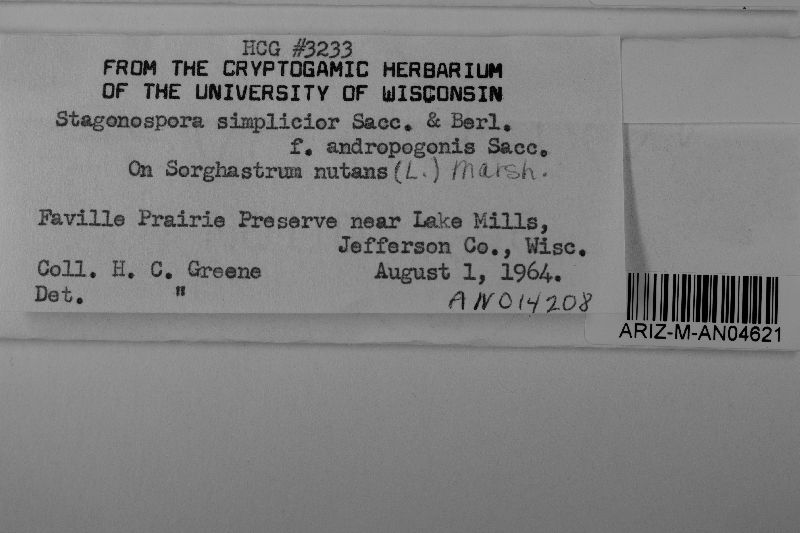 HCG #3233
FROM THE CRYPTOGAMIC HERBARIUM
OF THE UNIVERSITY OF WISCONSIN
Stagonospora simplicior Sacc. & Berl.
f. andropogonis Sacc.
On Sorghastrum nutans (L.) Marsh.
Faville Prairie Preserve near Lake Mills,
Jefferson Co., Wisc.
Coll. H. C. Greene August 1, 1964.
Det. " AN014208
ARIZ-M-AN04621